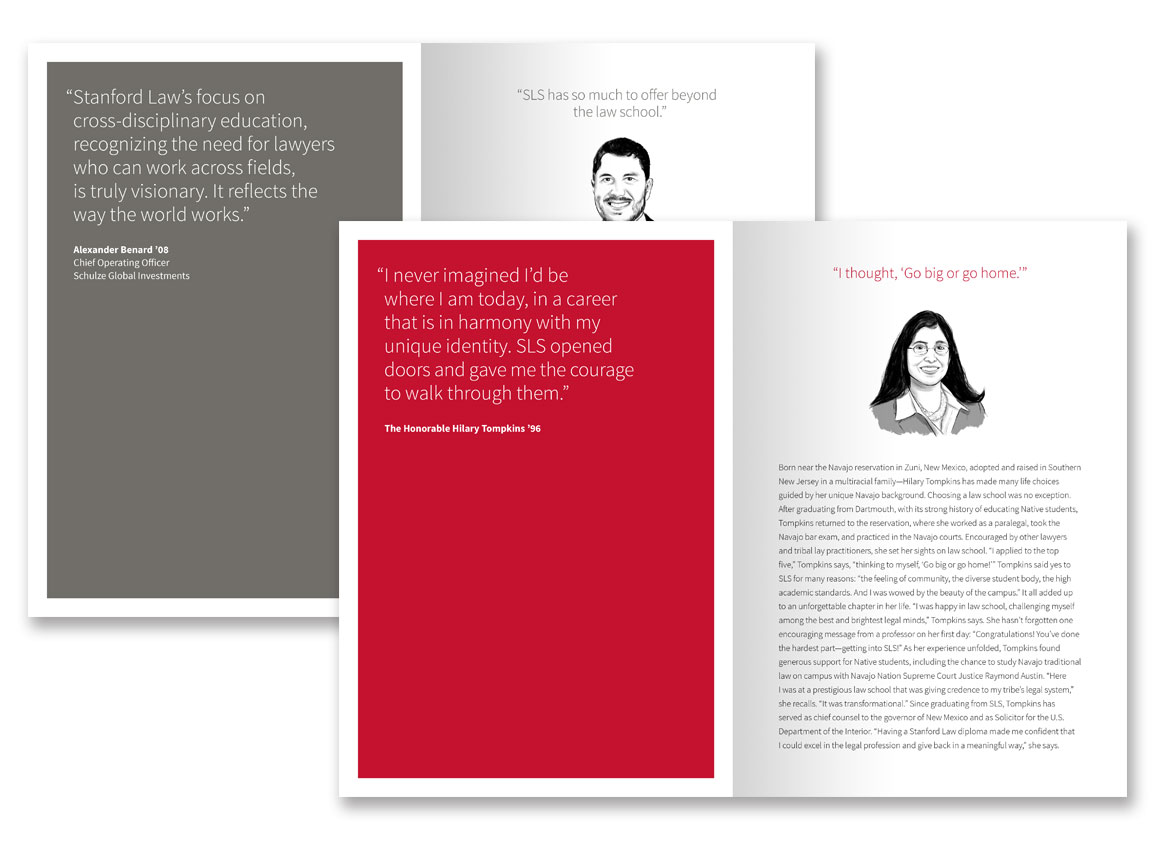 “Stanford Law’s focus on
cross-disciplinary education,
recognizing the need for lawyers
who can work across fields,
is truly visionary. It reflects the
way the world works.”
Alexander Benard ’08
Chief Operating Officer
Schulze Global Investments
“SLS has so much to offer beyond
the law school.”
“I never imagined I’d be
where I am today, in a career
that is in harmony with my
unique identity. SLS opened
doors and gave me the courage
to walk through them.”
The Honorable Hilary Tompkins ’96
“I thought, ‘Go big or go home.’”
Born near the Navajo reservation in Zuni, New Mexico, adopted and raised in Southern
New Jersey in a multiracial family—Hilary Tompkins has made many life choices
guided by her unique Navajo background. Choosing a law school was no exception.
After graduating from Dartmouth, with its strong history of educating Native students,
Tompkins returned to the reservation, where she worked as a paralegal, took the
Navajo bar exam, and practiced in the Navajo courts. Encouraged by other lawyers
and tribal lay practitioners, she set her sights on law school. “I applied to the top
five,” Tompkins says, “thinking to myself, ‘Go big or go home!’” Tompkins said yes to
SLS for many reasons: “the feeling of community, the diverse student body, the high
academic standards. And I was wowed by the beauty of the campus.” It all added up
to an unforgettable chapter in her life. “I was happy in law school, challenging myself
among the best and brightest legal minds,” Tompkins says. She hasn’t forgotten one
encouraging message from a professor on her first day: “Congratulations! You’ve done
the hardest part—getting into SLS!” As her experience unfolded, Tompkins found
generous support for Native students, including the chance to study Navajo traditional
law on campus with Navajo Nation Supreme Court Justice Raymond Austin. “Here
I was at a prestigious law school that was giving credence to my tribe’s legal system,”
she recalls. “It was transformational.” Since graduating from SLS, Tompkins has
served as chief counsel to the governor of New Mexico and as Solicitor for the U.S.
Department of the Interior. “Having a Stanford Law diploma made me confident that
I could excel in the legal profession and give back in a meaningful way,” she says.